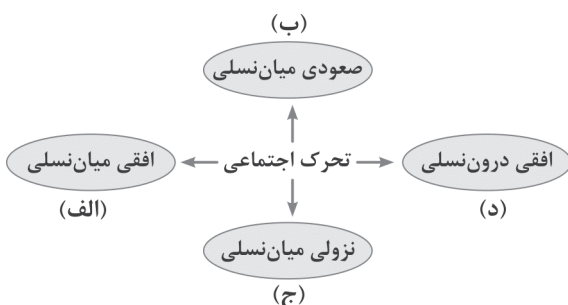 (ب)
صعودی میان‌نسلی
افقی درون‌نسلی
تحرک اجتماعی
افقی میان‌نسلی
(د)
(الف)
نزولی میان‌نسلی
(ج)